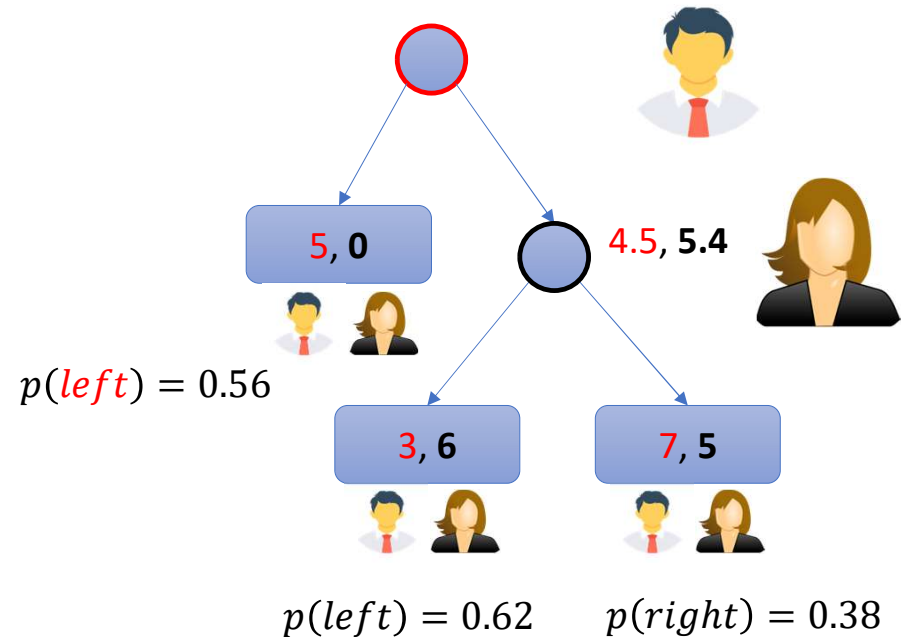 5, 0
4.5, 5.4
p(left) = 0.56
3, 6
7, 5
p(left) = 0.62
p(right) = 0.38